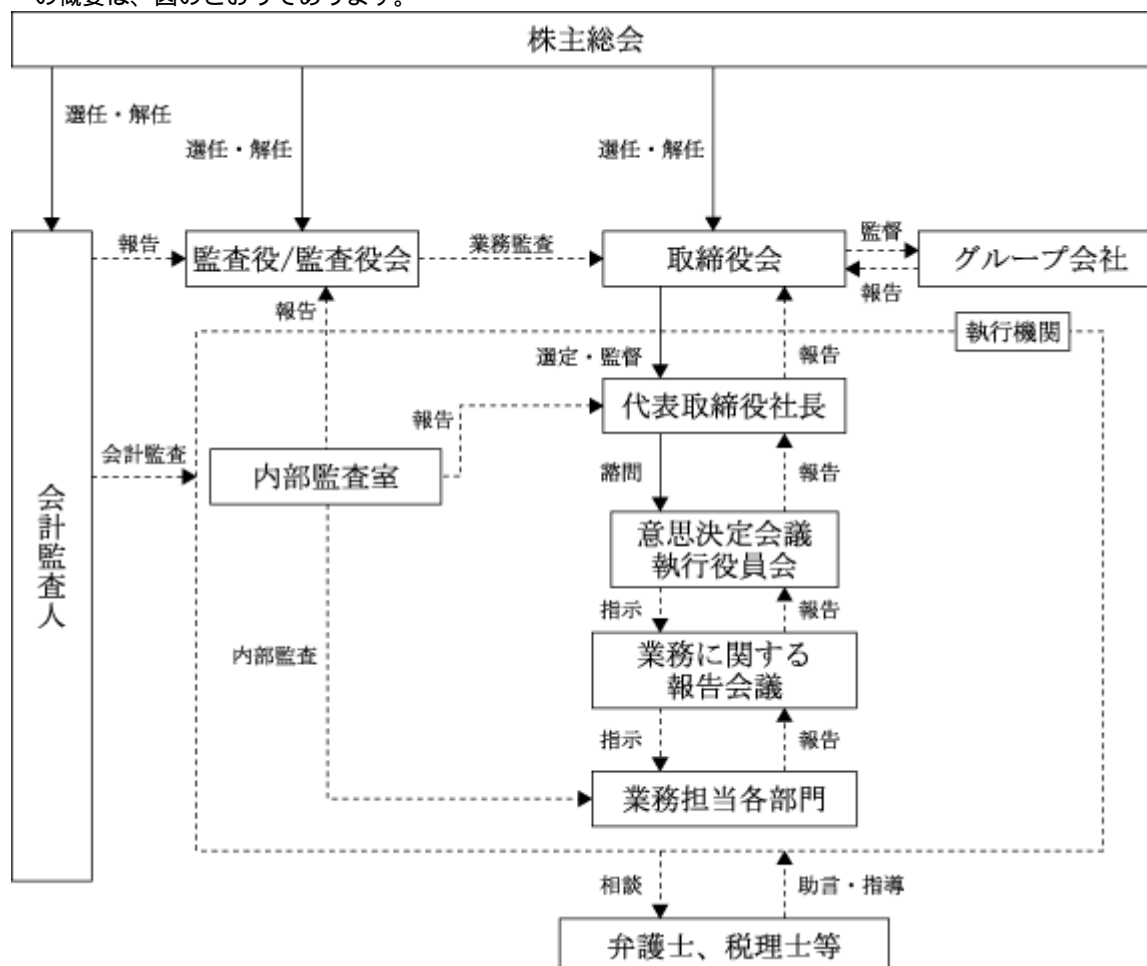 の概要は、図のとおりであります。
株主総会
選任・解任
選任・解任
選任・解任
報告
監査役/監査役会
業務監査
取締役会
監督
報告
グループ会社
報告
執行機関
選定・監督
報告
代表取締役社長
報告
会計監査
内部監査室
諮問
報告
会計監査人
意思決定会議
執行役員会
指示
報告
内部監査
業務に関する
報告会議
指示
報告
業務担当各部門
相談
助言・指導
弁護士、税理士等